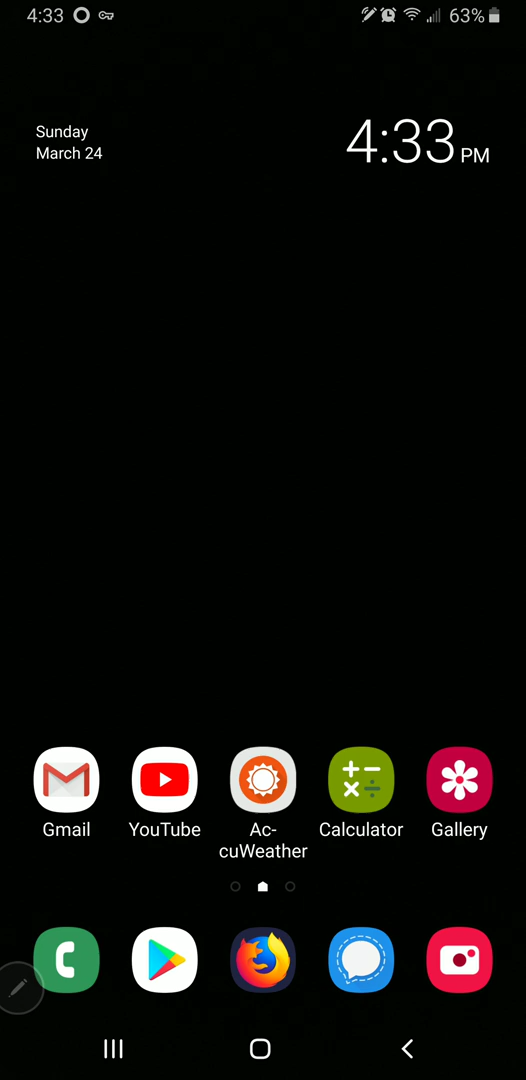 4:33 63%
Sunday
March 24
4:33 PM
Gmail YouTube Ac- Calculator Gallery
cuWeather